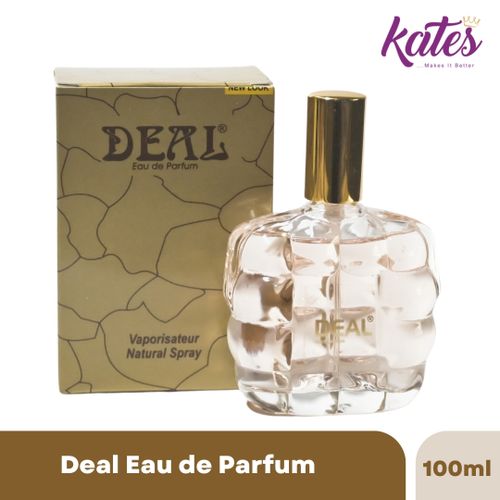 Kates
... Makes It Better
NEW LOOK
DEAL®
Eau de Parfum
Vaporisateur
Natural Spray
DEAL®
Deal Eau de Parfum
100ml